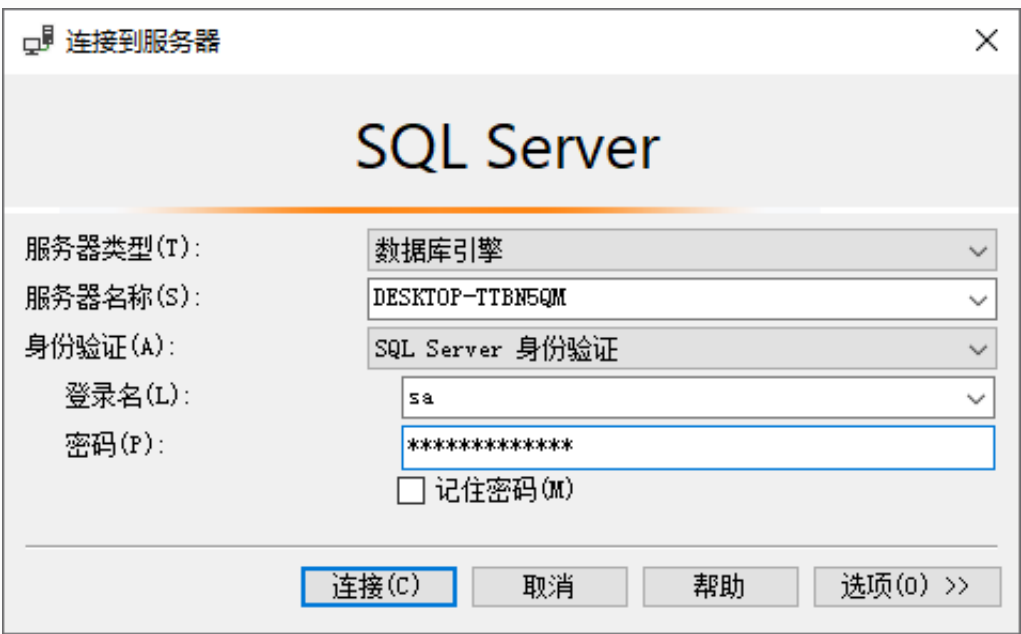 连接到服务器
SQL Server
服务器类型(T): 数据库引擎
服务器名称(S): DESKTOP-TTBN5QM
身份验证(A): SQL Server 身份验证
登录名(L): sa
密码(P): *************
记住密码(M)
连接(C) 取消 帮助 选项(O) >>